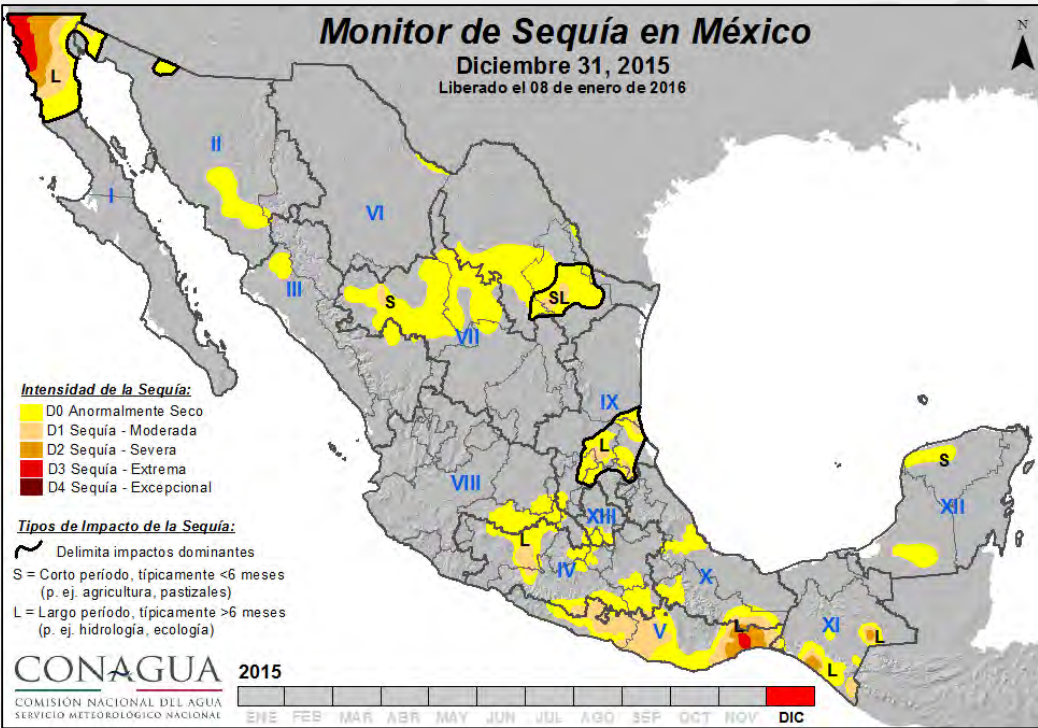 Monitor de Sequía en México
Diciembre 31, 2015
Liberado el 08 de enero de 2016
N
L
II
I
VI
III
S
SL
VII
IX
L
VIII
XIII
S
XII
L
IV
X
V
L
XI
L
L
Intensidad de la Sequía:
D0 Anormalmente Seco
D1 Sequía - Moderada
D2 Sequía - Severa
D3 Sequía - Extrema
D4 Sequía - Excepcional
Tipos de Impacto de la Sequía:
Delimita impactos dominantes
S = Corto período, típicamente <6 meses
(p. ej. agricultura, pastizales)
L = Largo período, típicamente >6 meses
(p. ej. hidrología, ecología)
CONAGUA
COMISIÓN NACIONAL DEL AGUA
SERVICIO METEOROLÓGICO NACIONAL
2015
ENE FEB MAR ABR MAY JUN JUL AGO SEP OCT NOV DIC